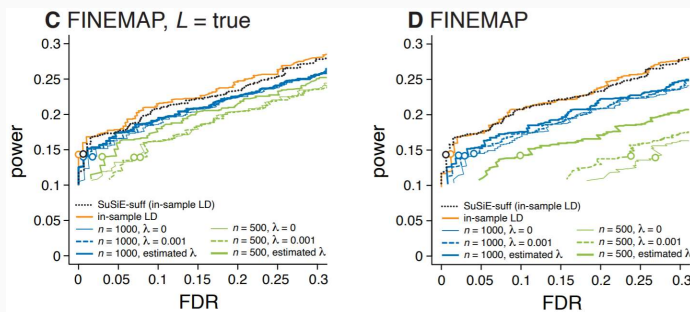 C FINEMAP, L = true
0.3
0.25
0.2
0.15
0.1
0.05
0
power
SuSiE-suff (in-sample LD)
in-sample LD
n = 1000, λ = 0
n = 1000, λ = 0.001
n = 1000, estimated λ
n = 500, λ = 0
n = 500, λ = 0.001
n = 500, estimated λ
0 0.05 0.1 0.15 0.2 0.25 0.3
FDR
D FINEMAP
0.3
0.25
0.2
0.15
0.1
0.05
0
power
SuSiE-suff (in-sample LD)
in-sample LD
n = 1000, λ = 0
n = 1000, λ = 0.001
n = 1000, estimated λ
n = 500, λ = 0
n = 500, λ = 0.001
n = 500, estimated λ
0 0.05 0.1 0.15 0.2 0.25 0.3
FDR